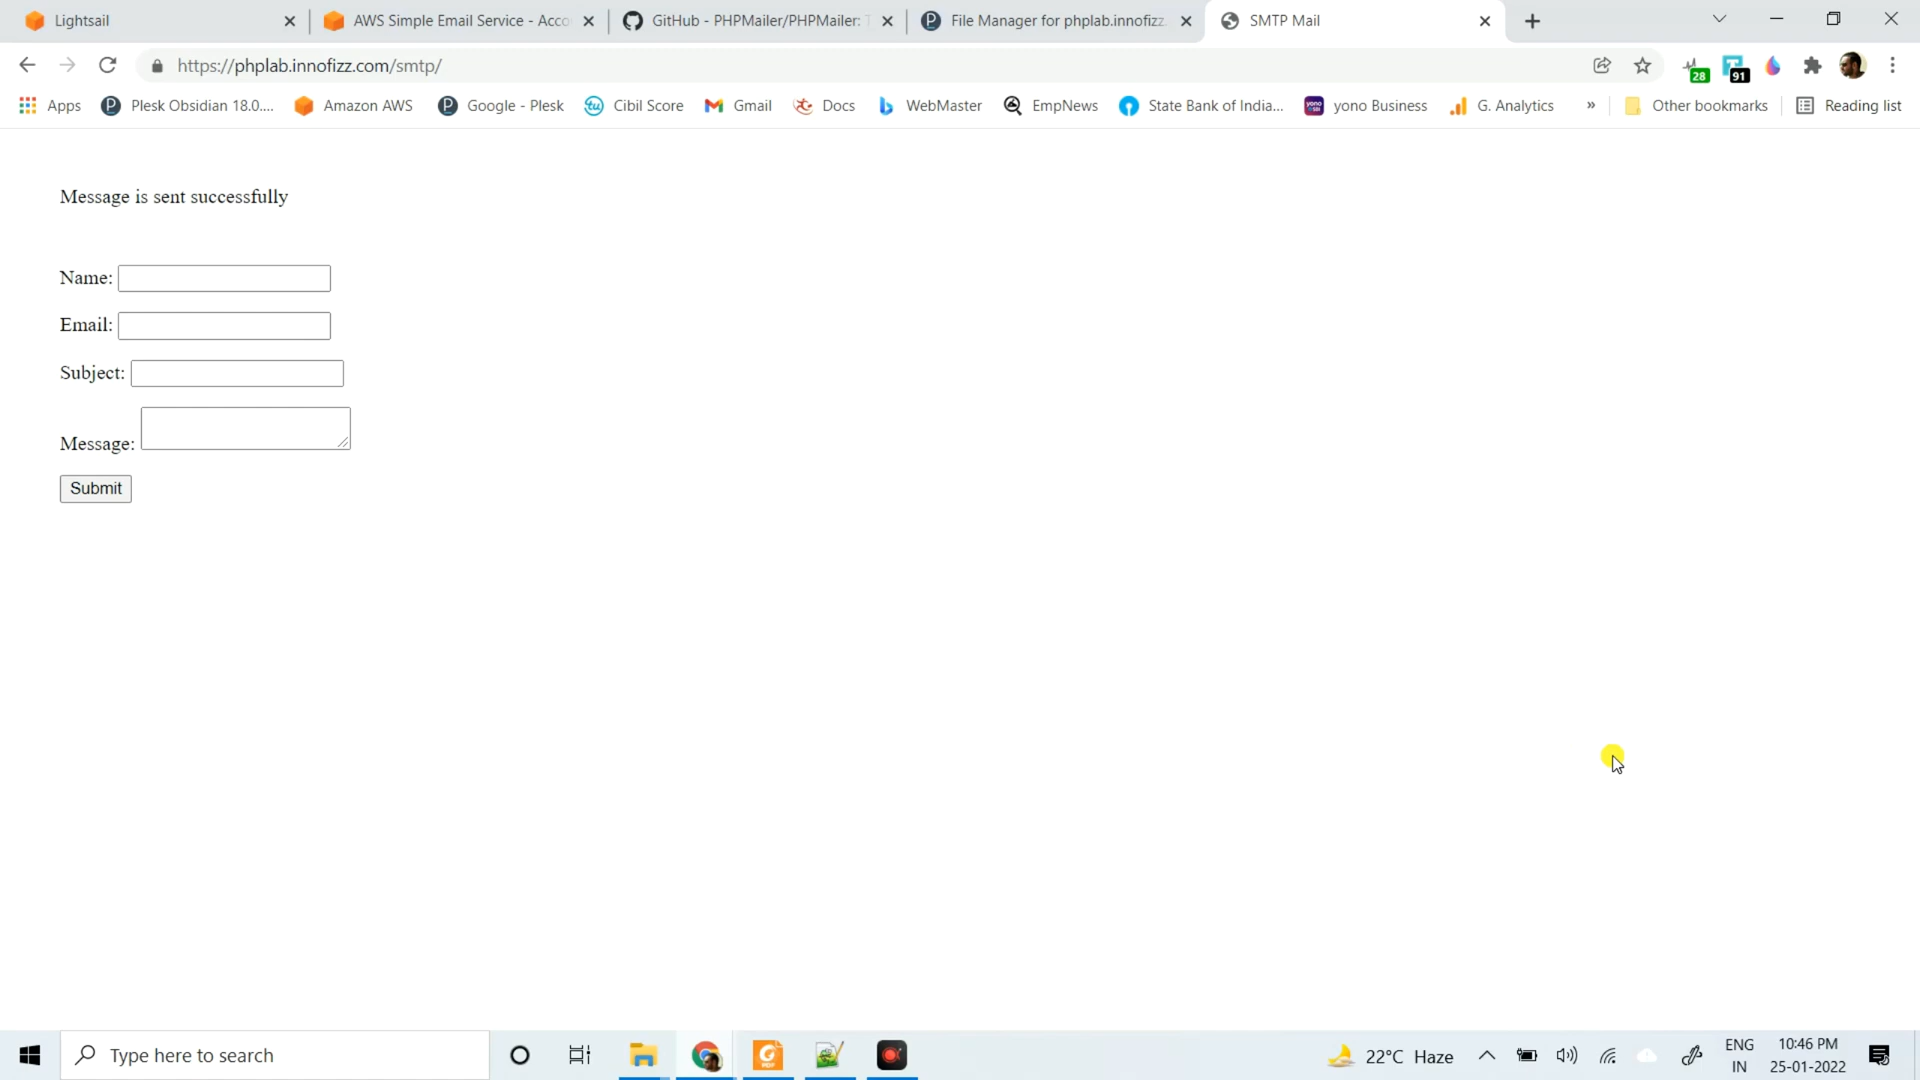 Lightsail
AWS Simple Email Service - Acco
GitHub - PHPMailer/PHPMailer: T
File Manager for phplab.innofizz.
SMTP Mail
https://phplab.innofizz.com/smtp/
28
91
Apps
Plesk Obsidian 18.0....
Amazon AWS
Google - Plesk
Cibil Score
Gmail
Docs
WebMaster
EmpNews
State Bank of India...
yono Business
G. Analytics
»
Other bookmarks
Reading list
Message is sent successfully
Name:
Email:
Subject:
Message:
Submit
Type here to search
22°C Haze
ENG
IN
10:46 PM
25-01-2022